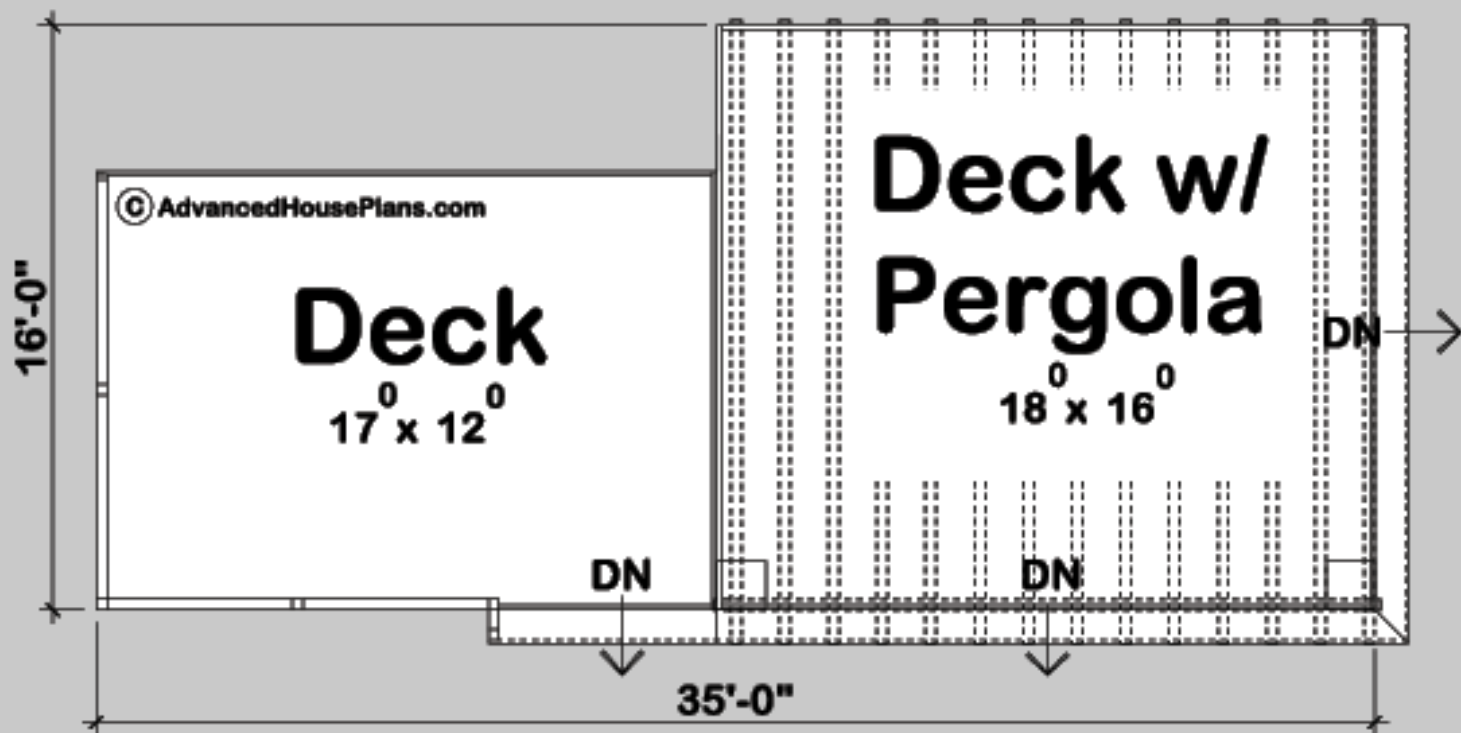 16'-0"
© AdvancedHousePlans.com
Deck
17⁰ x 12⁰
DN
Deck w/
Pergola
18⁰ x 16⁰
DN
DN
35'-0"